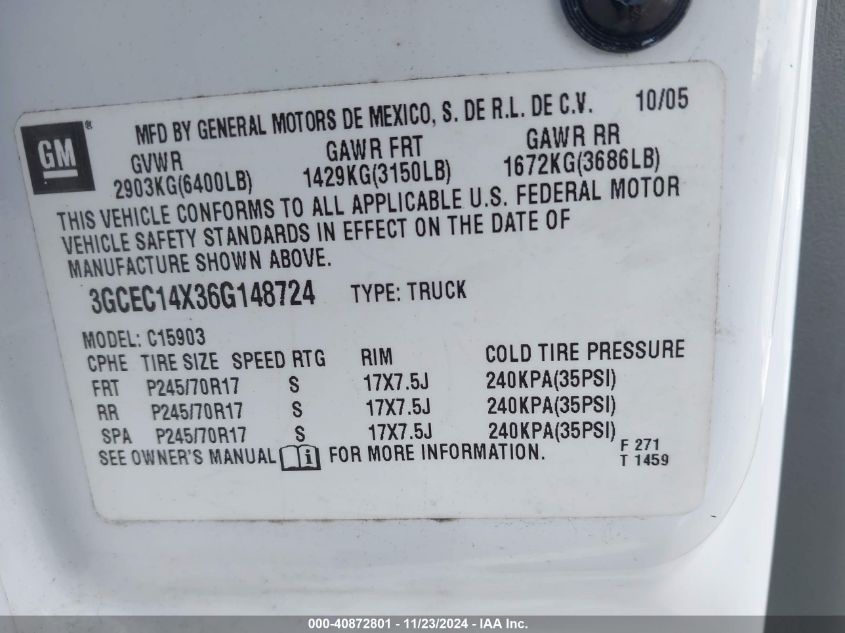 GM ®
MFD BY GENERAL MOTORS DE MEXICO, S. DE R.L. DE C.V. 10/05
GVWR GAWR FRT GAWR RR
2903KG(6400LB) 1429KG(3150LB) 1672KG(3686LB)
THIS VEHICLE CONFORMS TO ALL APPLICABLE U.S. FEDERAL MOTOR
VEHICLE SAFETY STANDARDS IN EFFECT ON THE DATE OF
MANUFACTURE SHOWN ABOVE.
3GCEC14X36G148724 TYPE: TRUCK
MODEL: C15903
CPHE TIRE SIZE SPEED RTG RIM COLD TIRE PRESSURE
FRT P245/70R17 S 17X7.5J 240KPA(35PSI)
RR P245/70R17 S 17X7.5J 240KPA(35PSI)
SPA P245/70R17 S 17X7.5J 240KPA(35PSI)
SEE OWNER'S MANUAL i FOR MORE INFORMATION. F 271
T 1459
000-40872801 - 11/23/2024 - IAA Inc.